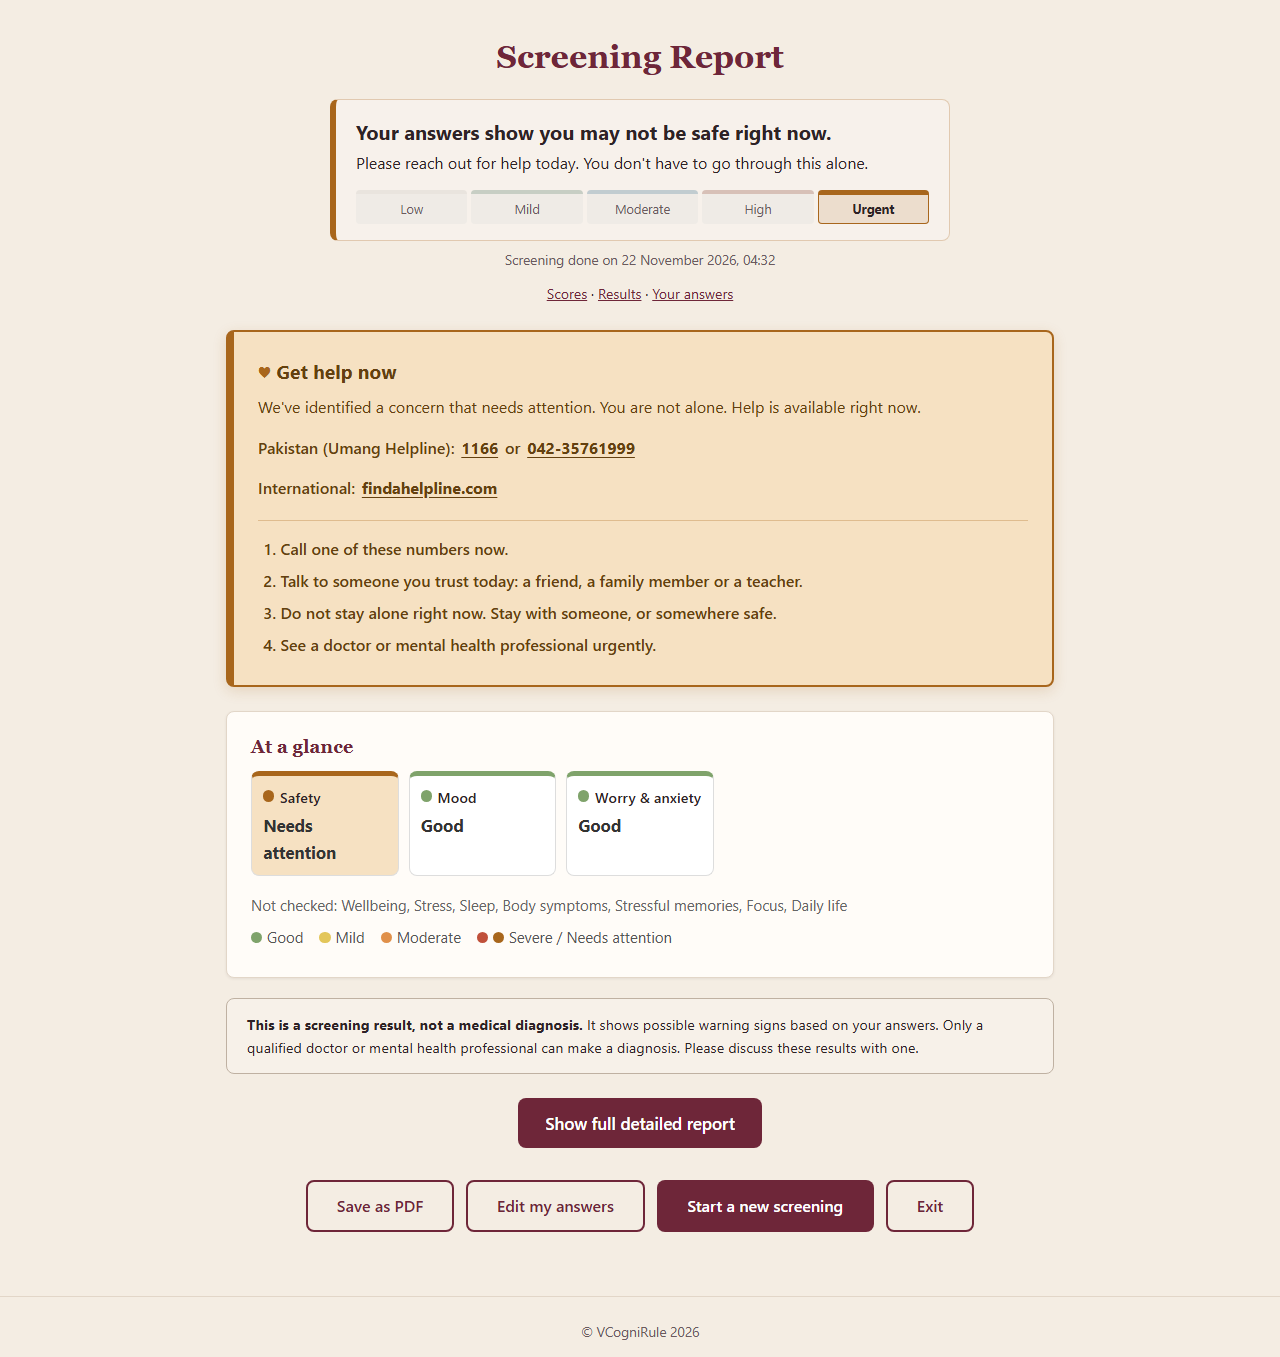 Screening Report
Your answers show you may not be safe right now.
Please reach out for help today. You don't have to go through this alone.
Low Mild Moderate High Urgent
Screening done on 22 November 2026, 04:32
Scores · Results · Your answers
Get help now
We've identified a concern that needs attention. You are not alone. Help is available right now.
Pakistan (Umang Helpline): 1166 or 042-35761999
International: findahelpline.com
1. Call one of these numbers now.
2. Talk to someone you trust today: a friend, a family member or a teacher.
3. Do not stay alone right now. Stay with someone, or somewhere safe.
4. See a doctor or mental health professional urgently.
At a glance
Safety
Needs
attention
Mood
Good
Worry & anxiety
Good
Not checked: Wellbeing, Stress, Sleep, Body symptoms, Stressful memories, Focus, Daily life
Good Mild Moderate Severe / Needs attention
This is a screening result, not a medical diagnosis. It shows possible warning signs based on your answers. Only a
qualified doctor or mental health professional can make a diagnosis. Please discuss these results with one.
Show full detailed report
Save as PDF Edit my answers Start a new screening Exit
© VCogniRule 2026